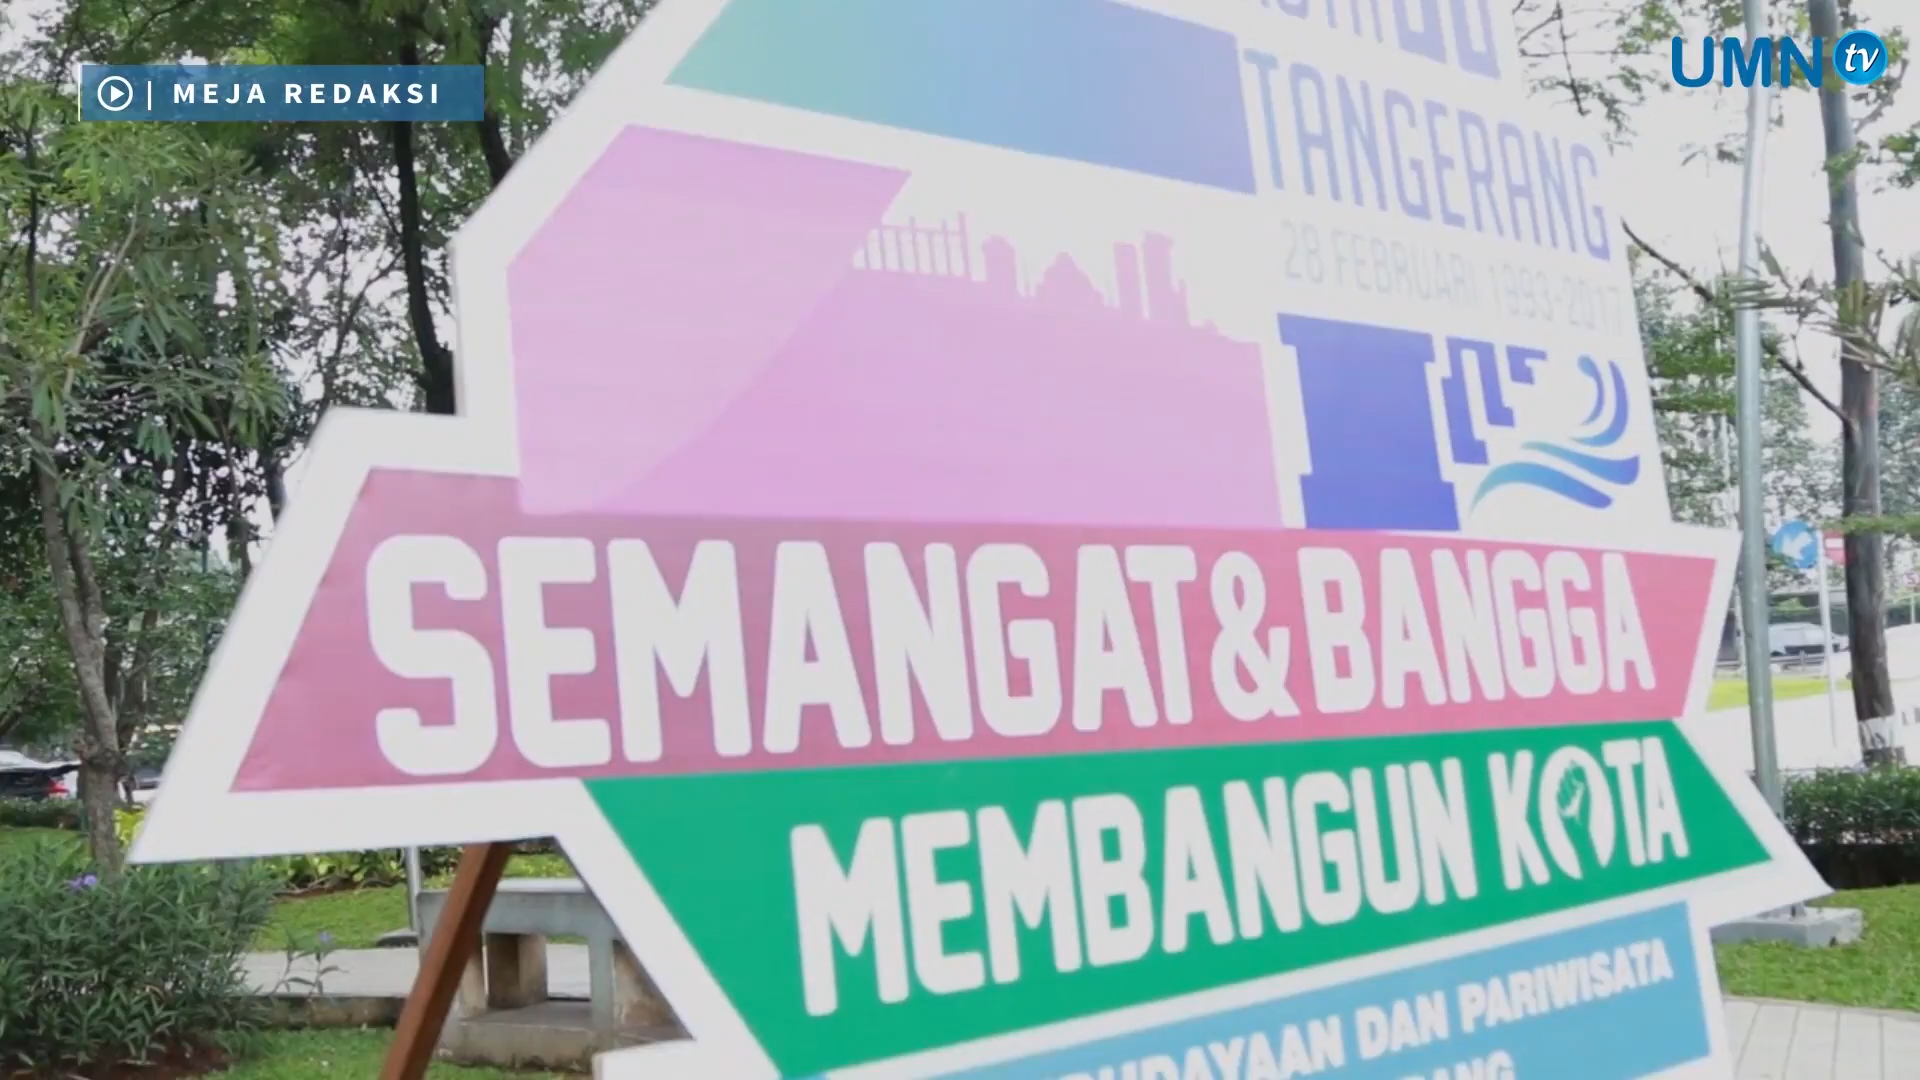 MEJA REDAKSI
UMN tv
TANGERANG
28 FEBRUARI 1993-2017
SEMANGAT & BANGGA
MEMBANGUN KOTA
DAN PARIWISATA